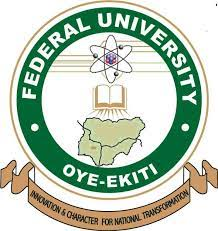 FEDERAL UNIVERSITY
OYE-EKITI
INNOVATION & CHARACTER FOR NATIONAL TRANSFORMATION